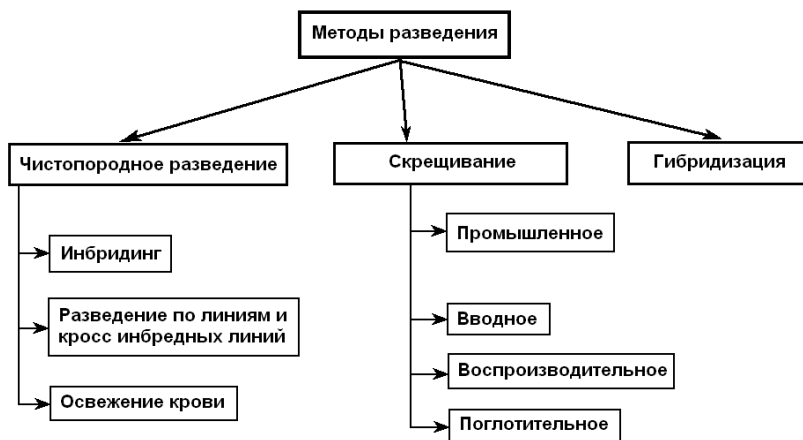 Методы разведения
Чистопородное разведение
Скрещивание
Гибридизация
Инбридинг
Разведение по линиям и
кросс инбредных линий
Освежение крови
Промышленное
Вводное
Воспроизводительное
Поглотительное